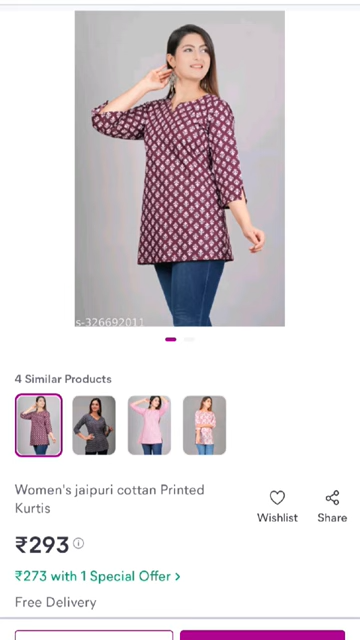 s-326692011
4 Similar Products
Women's jaipuri cottan Printed
Kurtis
Wishlist
Share
₹293
₹273 with 1 Special Offer >
Free Delivery